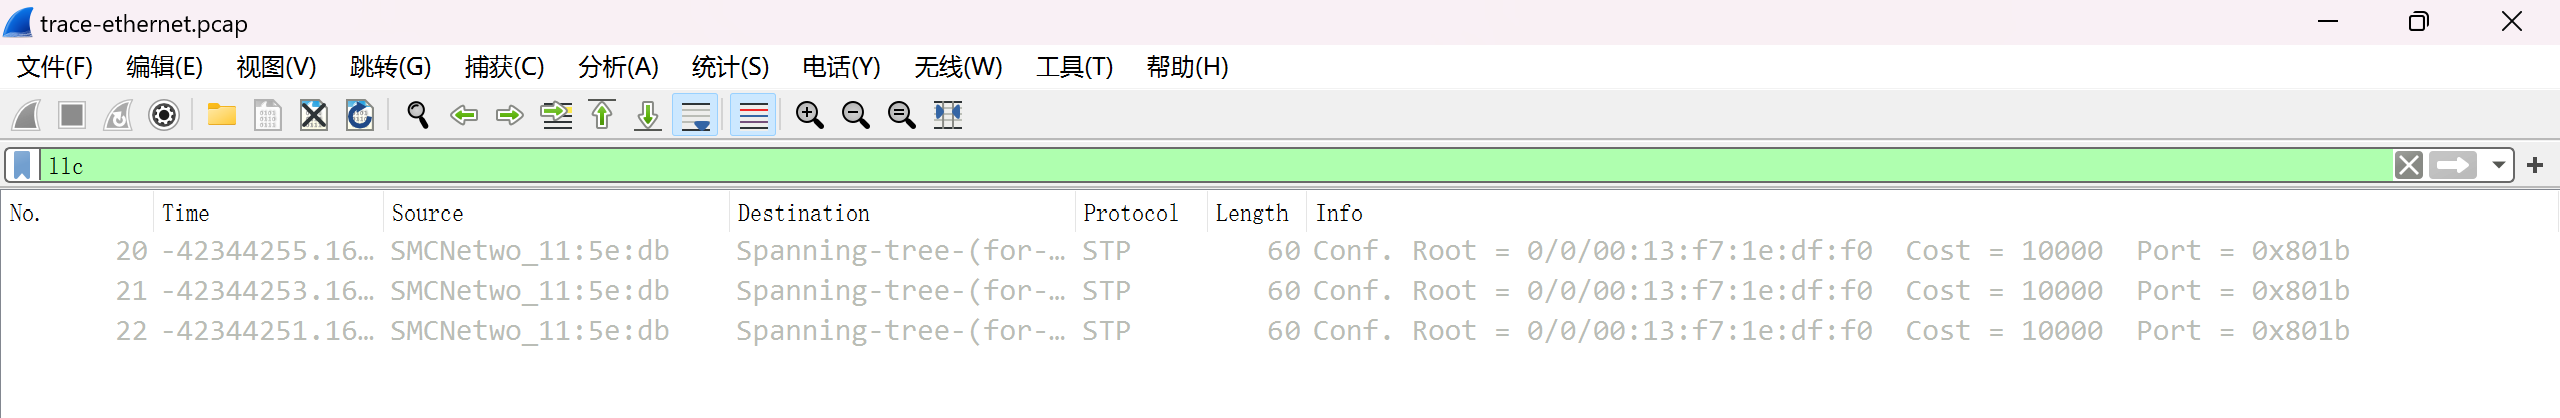 trace-ethernet.pcap
文件(F) 编辑(E) 视图(V) 跳转(G) 捕获(C) 分析(A) 统计(S) 电话(Y) 无线(W) 工具(T) 帮助(H)
llc
No. Time Source Destination Protocol Length Info
20 -42344255.16… SMCNetwo_11:5e:db Spanning-tree-(for-… STP 60 Conf. Root = 0/0/00:13:f7:1e:df:f0 Cost = 10000 Port = 0x801b
21 -42344253.16… SMCNetwo_11:5e:db Spanning-tree-(for-… STP 60 Conf. Root = 0/0/00:13:f7:1e:df:f0 Cost = 10000 Port = 0x801b
22 -42344251.16… SMCNetwo_11:5e:db Spanning-tree-(for-… STP 60 Conf. Root = 0/0/00:13:f7:1e:df:f0 Cost = 10000 Port = 0x801b